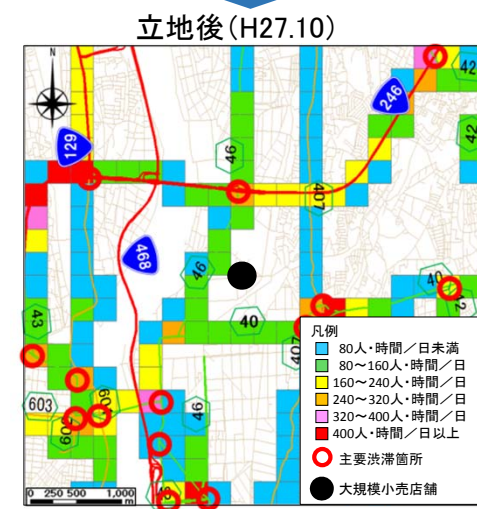 立地後(H27.10)
N
42
246
129
46
42
407
468
46
40
12
43
40
407
603
46
凡例
80人・時間/日未満
80～160人・時間/日
160～240人・時間/日
240～320人・時間/日
320～400人・時間/日
400人・時間/日以上
主要渋滞箇所
大規模小売店舗
0 250 500 1,000
m